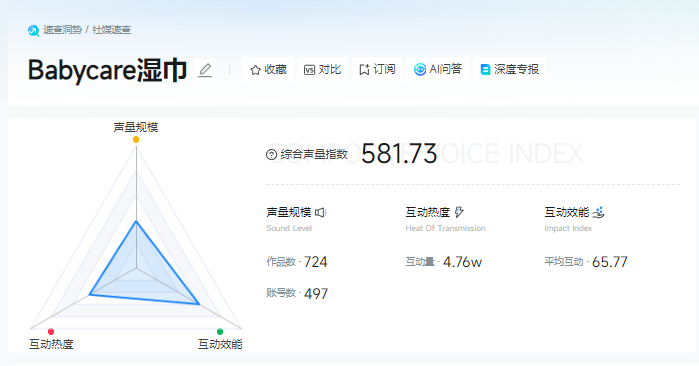 速查洞势 / 社媒速查
Babycare湿巾
收藏
VS 对比
订阅
AI问答
深度专报
声量规模
互动热度
互动效能
综合声量指数 581.73
OICE INDEX
声量规模
Sound Level
作品数 · 724
账号数 · 497
互动热度
Heat Of Transmission
互动量 · 4.76w
互动效能
Impact Index
平均互动 · 65.77